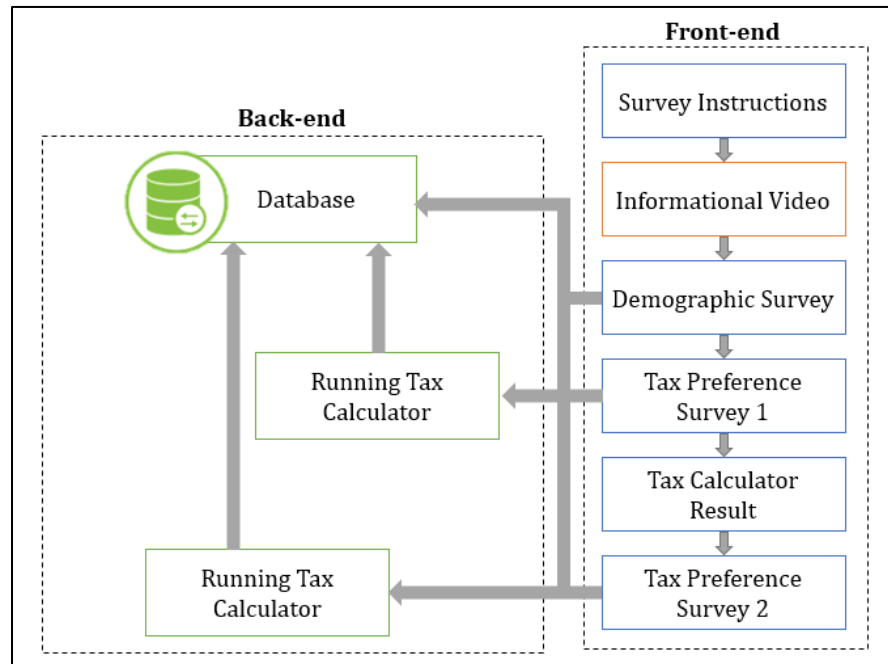 Front-end
Survey Instructions
Informational Video
Demographic Survey
Tax Preference
Survey 1
Tax Calculator
Result
Tax Preference
Survey 2
Back-end
Database
Running Tax
Calculator
Running Tax
Calculator